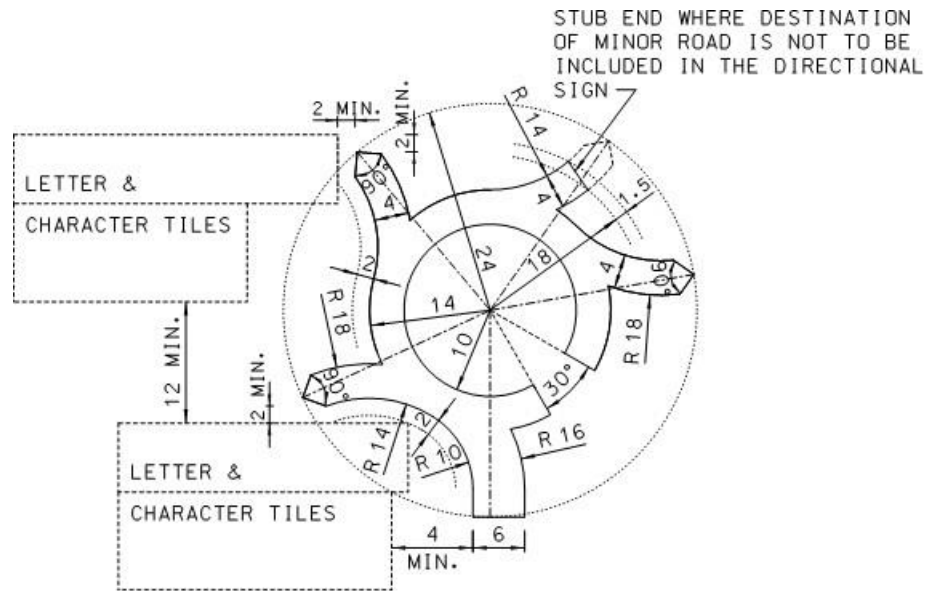 STUB END WHERE DESTINATION
OF MINOR ROAD IS NOT TO BE
INCLUDED IN THE DIRECTIONAL
SIGN
2 MIN.
2 MIN.
R 14
LETTER &
CHARACTER TILES
90°
4
4
1.5
2
24
18
4
90°
14
R18
10
R18
12 MIN.
2 MIN.
90°
30°
2
R 14
R 10
R 16
LETTER &
CHARACTER TILES
4
MIN.
6